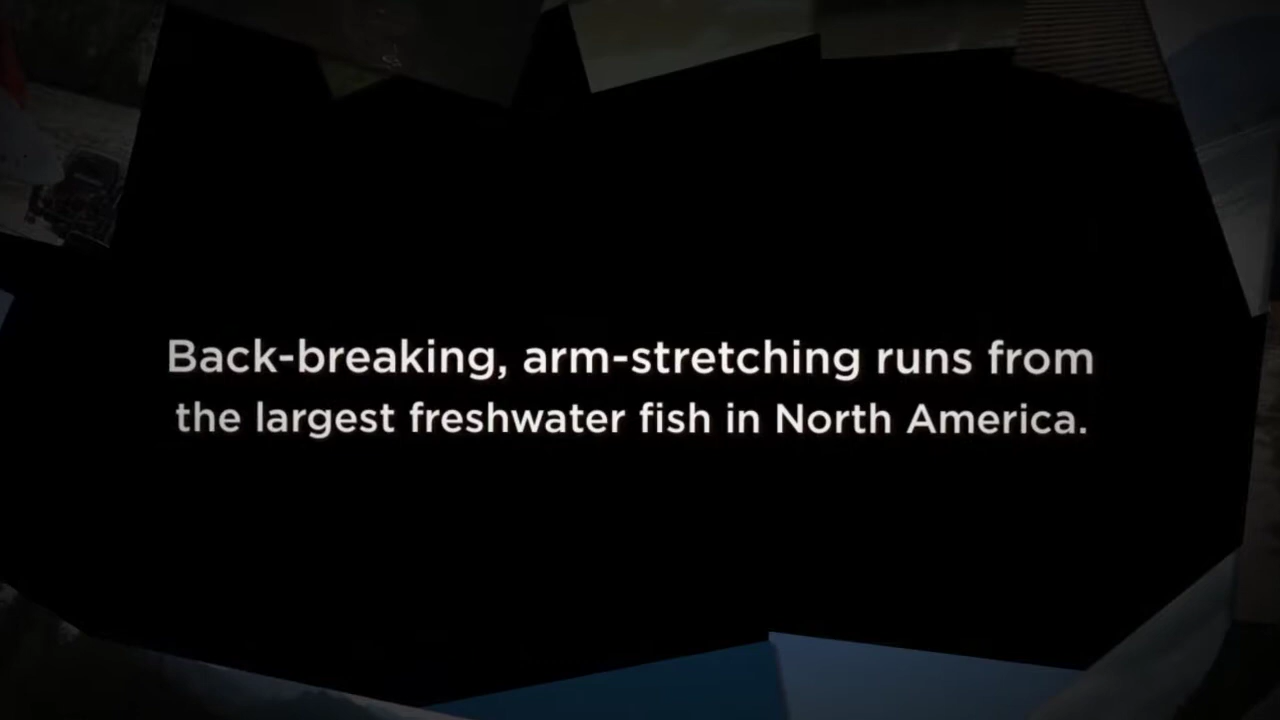 Back-breaking, arm-stretching runs from
the largest freshwater fish in North America.